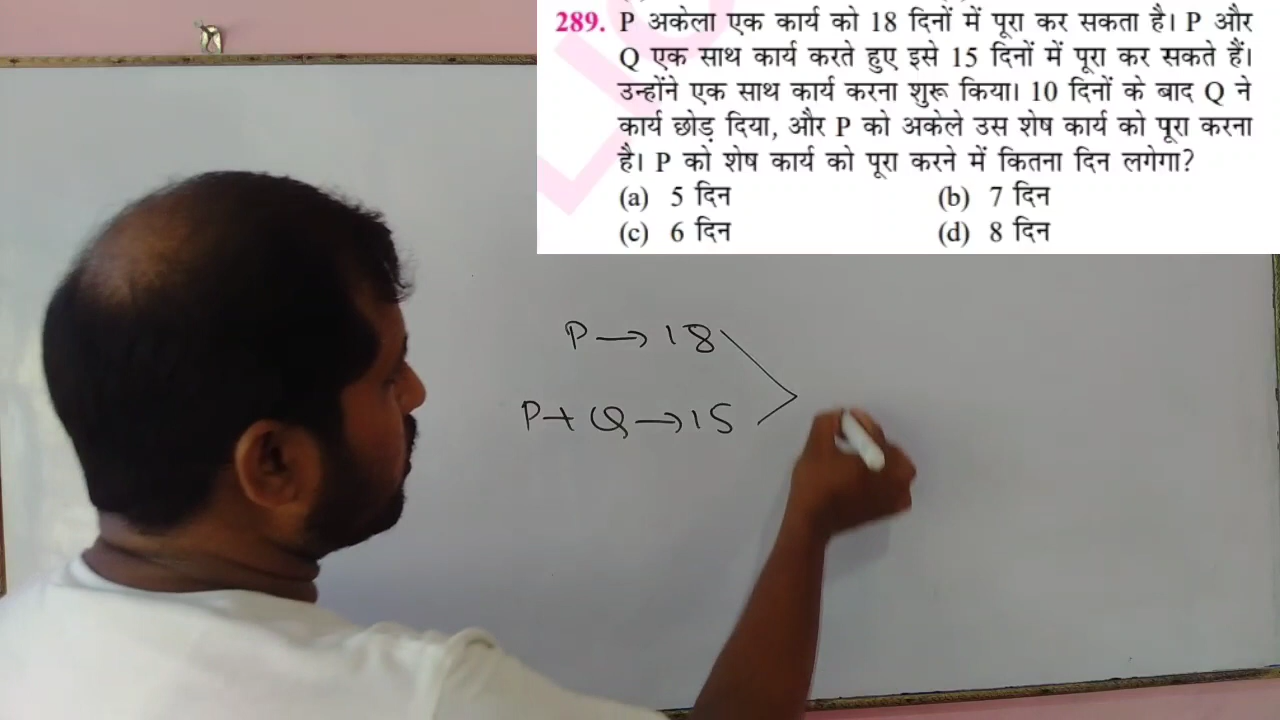 289. P अकेला एक कार्य को 18 दिनों में पूरा कर सकता है। P और
Q एक साथ कार्य करते हुए इसे 15 दिनों में पूरा कर सकते हैं।
उन्होंने एक साथ कार्य करना शुरू किया। 10 दिनों के बाद Q ने
कार्य छोड़ दिया, और P को अकेले उस शेष कार्य को पूरा करना
है। P को शेष कार्य को पूरा करने में कितना दिन लगेगा?
(a) 5 दिन (b) 7 दिन
(c) 6 दिन (d) 8 दिन
P → 18
P + Q → 15